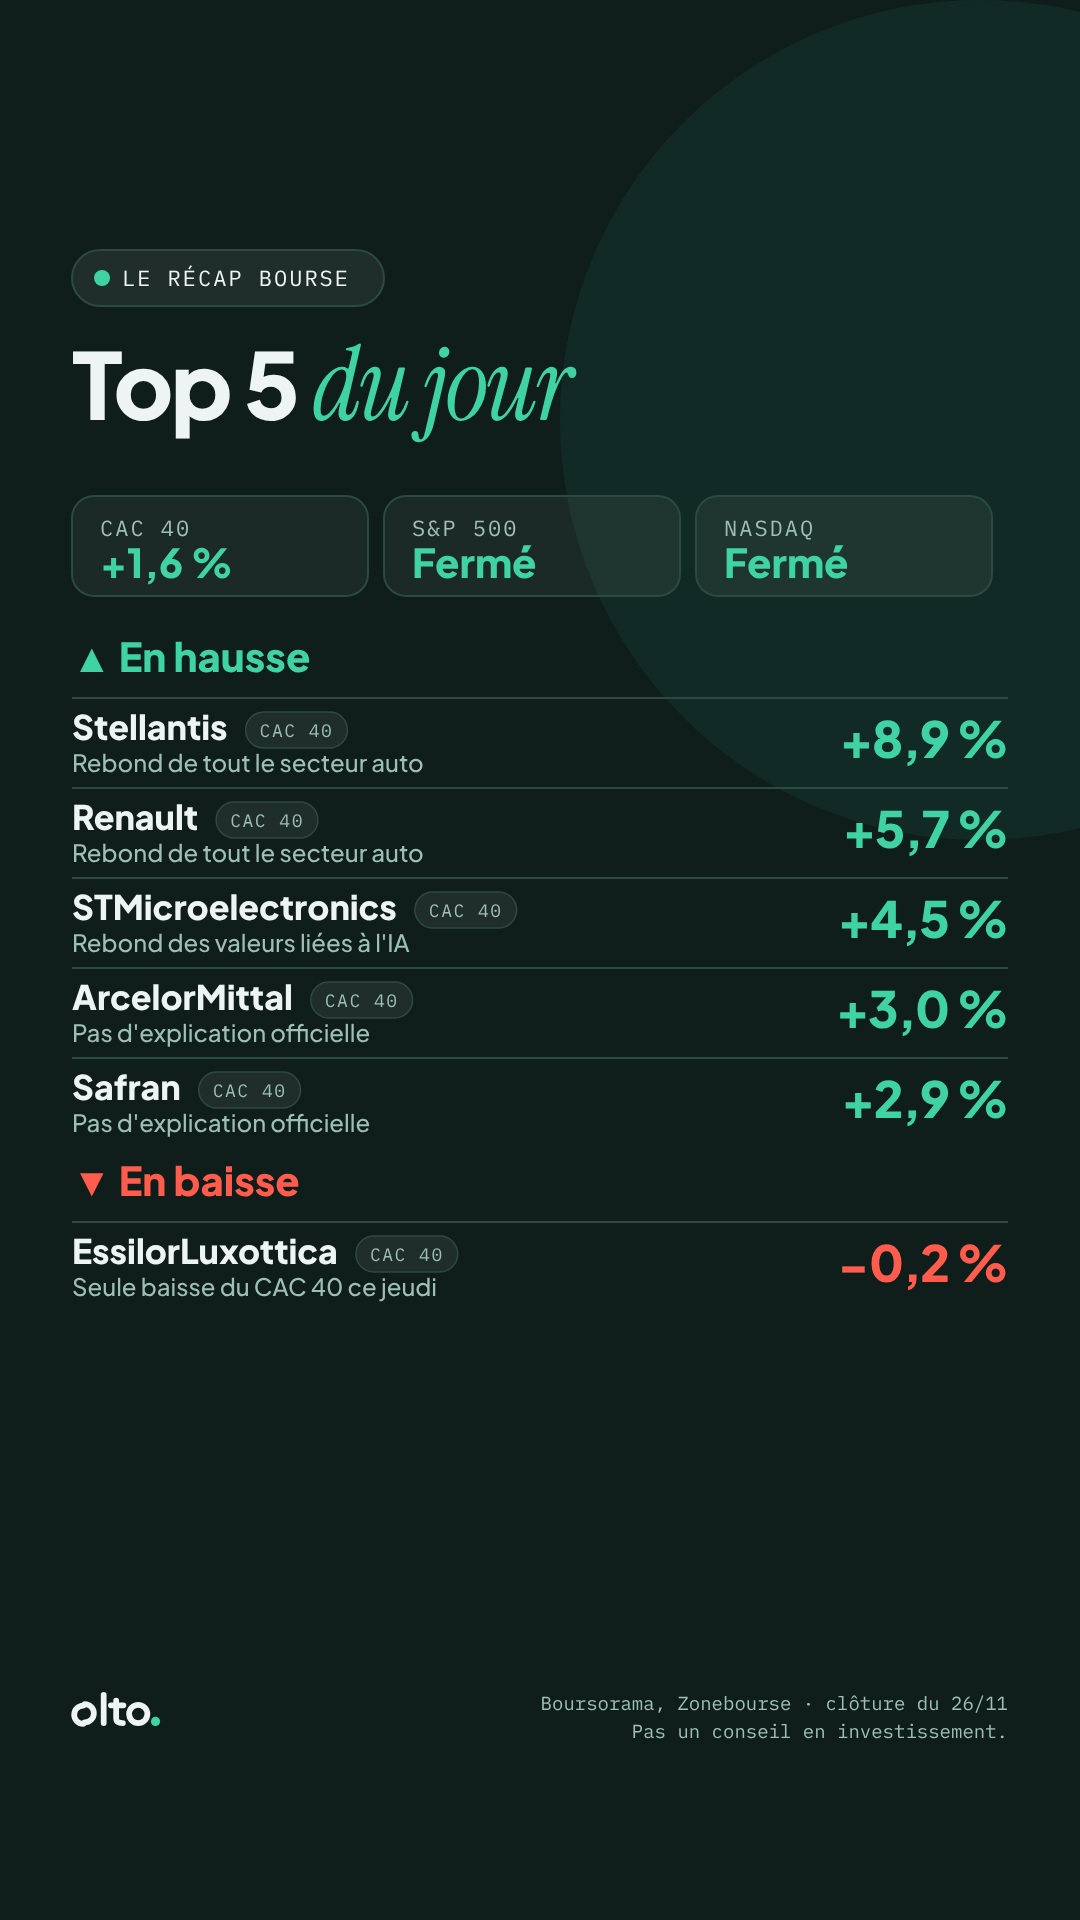 LE RÉCAP BOURSE
Top 5 du jour
CAC 40
+1,6 %
S&P 500
Fermé
NASDAQ
Fermé
▲ En hausse
Stellantis CAC 40
Rebond de tout le secteur auto
+8,9 %
Renault CAC 40
Rebond de tout le secteur auto
+5,7 %
STMicroelectronics CAC 40
Rebond des valeurs liées à l'IA
+4,5 %
ArcelorMittal CAC 40
Pas d'explication officielle
+3,0 %
Safran CAC 40
Pas d'explication officielle
+2,9 %
▼ En baisse
EssilorLuxottica CAC 40
Seule baisse du CAC 40 ce jeudi
−0,2 %
olto.
Boursorama, Zonebourse · clôture du 26/11
Pas un conseil en investissement.